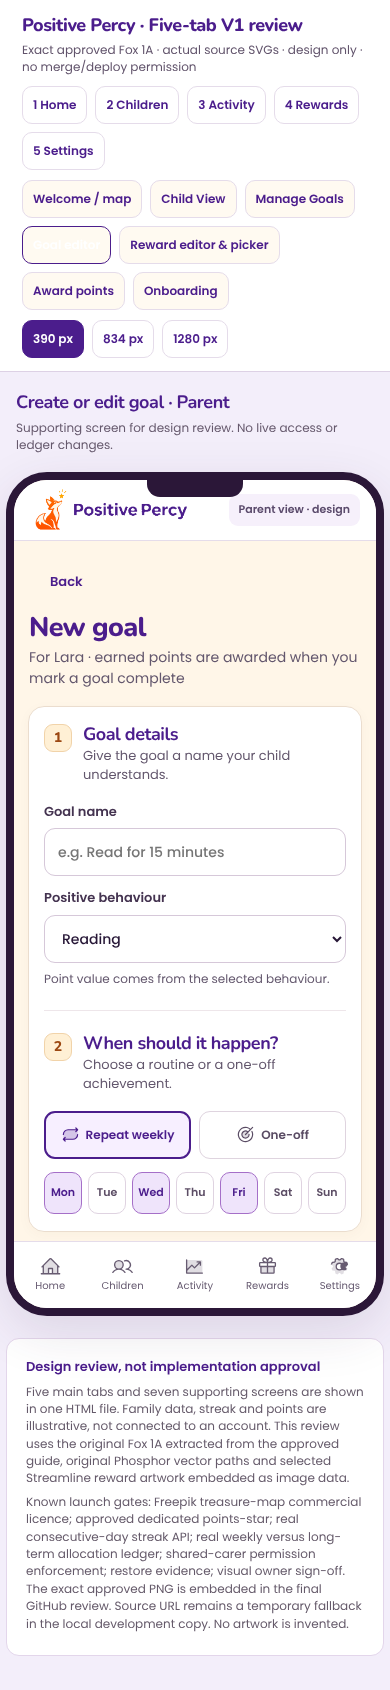 Positive Percy · Five-tab V1 review
Exact approved Fox 1A · actual source SVGs · design only ·
no merge/deploy permission
1 Home
2 Children
3 Activity
4 Rewards
5 Settings
Welcome / map
Child View
Manage Goals
Goal editor
Reward editor & picker
Award points
Onboarding
390 px
834 px
1280 px
Create or edit goal · Parent
Supporting screen for design review. No live access or
ledger changes.
Positive Percy
Parent view · design
Back
New goal
For Lara · earned points are awarded when you
mark a goal complete
1
Goal details
Give the goal a name your child
understands.
Goal name
e.g. Read for 15 minutes
Positive behaviour
Reading
Point value comes from the selected behaviour.
2
When should it happen?
Choose a routine or a one-off
achievement.
Repeat weekly
One-off
Mon
Tue
Wed
Thu
Fri
Sat
Sun
Home
Children
Activity
Rewards
Settings
Design review, not implementation approval
Five main tabs and seven supporting screens are shown
in one HTML file. Family data, streak and points are
illustrative, not connected to an account. This review
uses the original Fox 1A extracted from the approved
guide, original Phosphor vector paths and selected
Streamline reward artwork embedded as image data.
Known launch gates: Freepik treasure-map commercial
licence; approved dedicated points-star; real
consecutive-day streak API; real weekly versus long-
term allocation ledger; shared-carer permission
enforcement; restore evidence; visual owner sign-off.
The exact approved PNG is embedded in the final
GitHub review. Source URL remains a temporary fallback
in the local development copy. No artwork is invented.